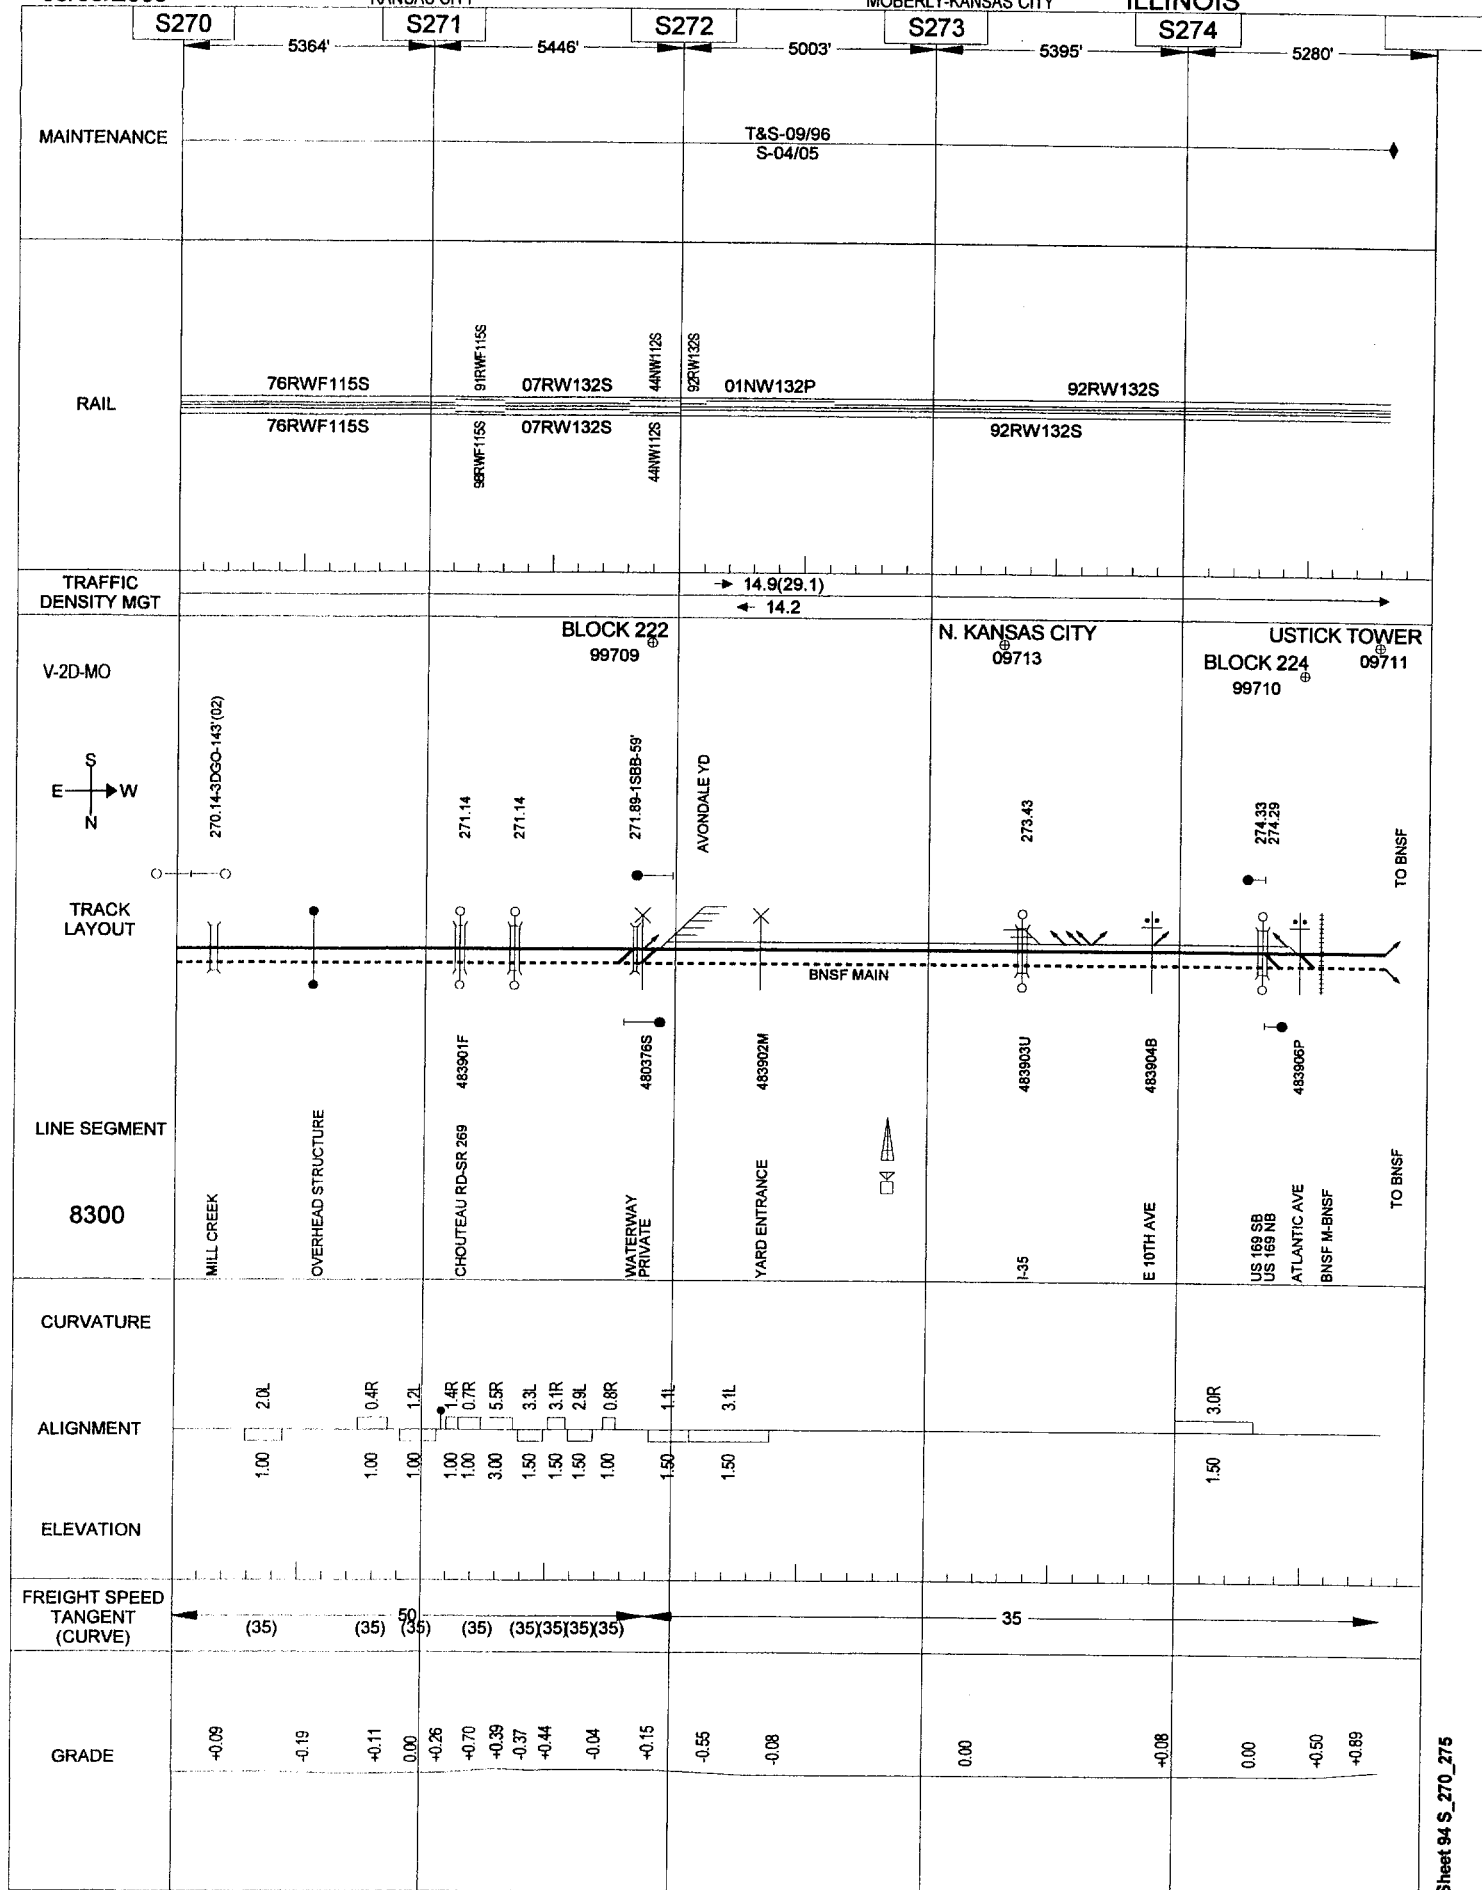 KANSAS CITY
MOBERLY-KANSAS CITY
ILLINOIS
S270
S271
S272
S273
S274
5364'
5446'
5003'
5395'
5280'
MAINTENANCE
T&S-09/96
S-04/05
RAIL
76RWF115S
91RWF115S
07RW132S
44NW112S
92RW132S
01NW132P
92RW132S
76RWF115S
98RWF115S
07RW132S
44NW112S
92RW132S
TRAFFIC
DENSITY MGT
14.9(29.1)
14.2
V-2D-MO
BLOCK 222
99709
N. KANSAS CITY
09713
BLOCK 224
99710
USTICK TOWER
09711
S
E W
N
270.14-3DGO-143'(02)
271.14
271.14
271.89-1SBB-59'
AVONDALE YD
273.43
274.33
274.29
TO BNSF
TRACK
LAYOUT
BNSF MAIN
483901F
480376S
483902M
483903U
483904B
483906P
LINE SEGMENT
8300
MILL CREEK
OVERHEAD STRUCTURE
CHOUTEAU RD-SR 269
WATERWAY
PRIVATE
YARD ENTRANCE
I-35
E 10TH AVE
US 169 SB
US 169 NB
ATLANTIC AVE
BNSF M-BNSF
TO BNSF
CURVATURE
2.0L
0.4R
1.2L
1.4R
0.7R
5.5R
3.3L
3.1R
2.9L
0.8R
1.1L
3.1L
3.0R
ALIGNMENT
1.00
1.00
1.00
1.00
1.00
3.00
1.50
1.50
1.50
1.00
1.50
1.50
1.50
ELEVATION
FREIGHT SPEED
TANGENT
(CURVE)
50
35
(35)
(35)
(35)
(35)
(35)(35)(35)(35)
GRADE
+0.09
-0.19
+0.11
0.00
+0.26
+0.70
+0.39
-0.37
+0.44
-0.04
+0.15
-0.55
-0.08
0.00
+0.08
0.00
+0.50
+0.89
Sheet 94 S_270_275